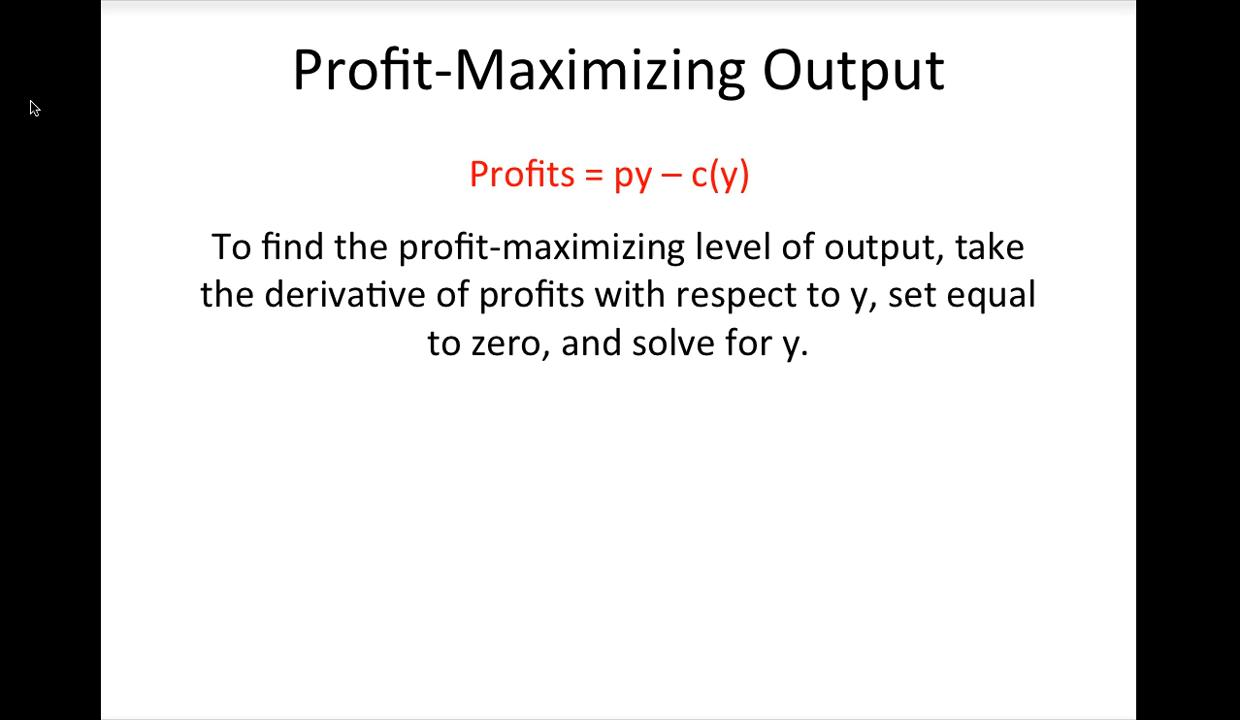 Profit-Maximizing Output
Profits = py – c(y)
To find the profit-maximizing level of output, take
the derivative of profits with respect to y, set equal
to zero, and solve for y.